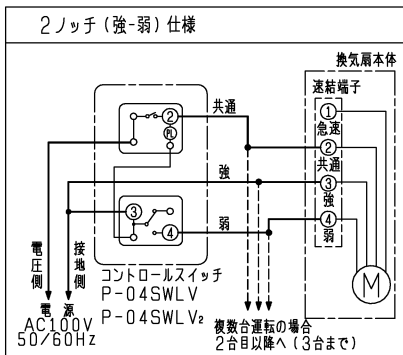 2ノッチ(強-弱)仕様
換気扇本体
速結端子
共通
①
急速
②
PL
②
共通
強
③
③
強
弱
④
④
弱
M
電圧側
接地側
コントロールスイッチ
P-04SWLV
P-04SWLV₂
電源
AC100V
50/60Hz
複数台運転の場合
2台目以降へ(3台まで)